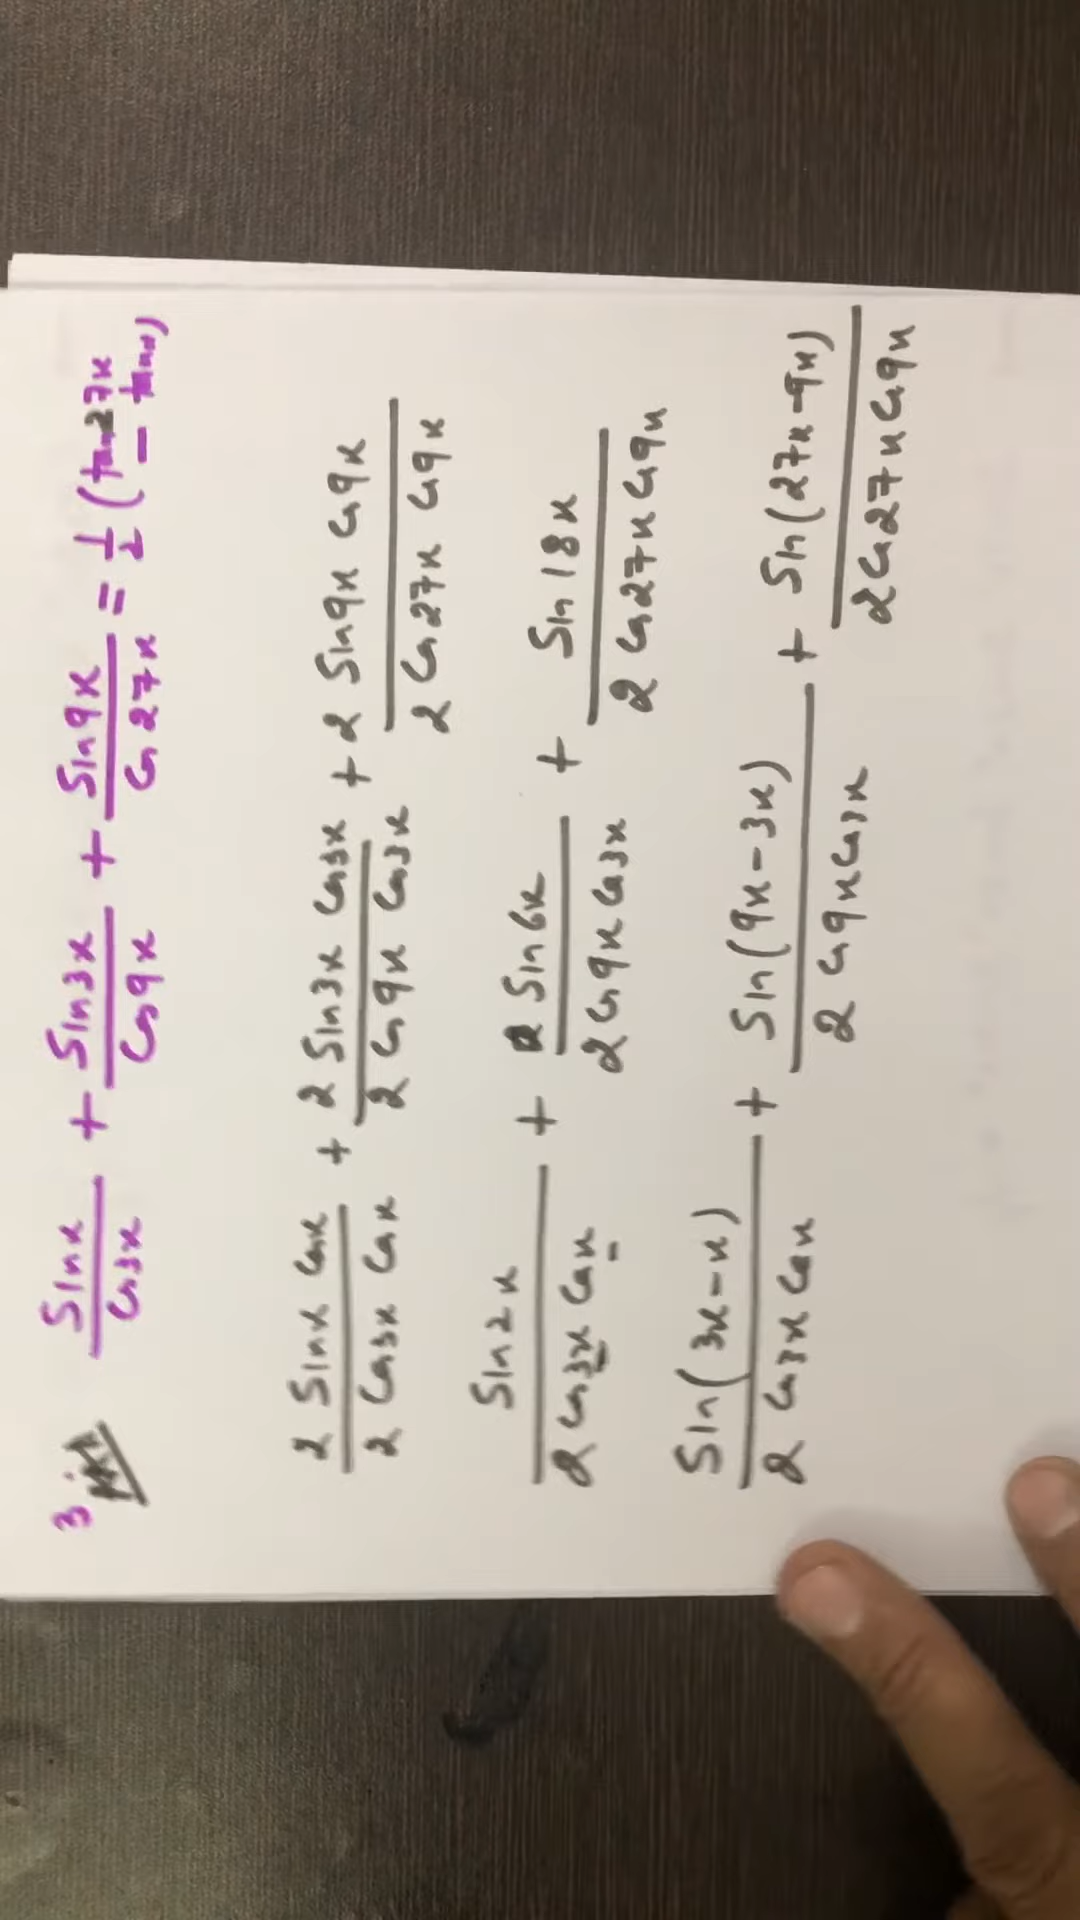 3 sinx/cos3x + sin3x/cos9x + sin9x/cos27x = 1/2 (tan27x - tanx)
2 sinx cosx / 2 cos3x cosx + 2 sin3x cos3x / 2 cos9x cos3x + 2 sin9x cos9x / 2 cos27x cos9x
sin2x / 2 cos3x cosx + sin6x / 2 cos9x cos3x + sin18x / 2 cos27x cos9x
sin(3x-x) / 2 cos3x cosx + sin(9x-3x) / 2 cos9x cos3x + sin(27x-9x) / 2 cos27x cos9x